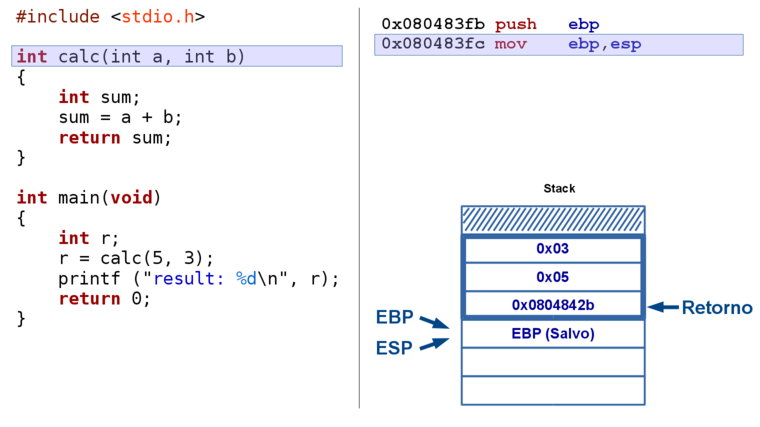 #include <stdio.h>
int calc(int a, int b)
{
    int sum;
    sum = a + b;
    return sum;
}
int main(void)
{
    int r;
    r = calc(5, 3);
    printf ("result: %d\n", r);
    return 0;
}
0x080483fb push ebp
0x080483fc mov ebp,esp
Stack
0x03
0x05
0x0804842b
Retorno
EBP
EBP (Salvo)
ESP